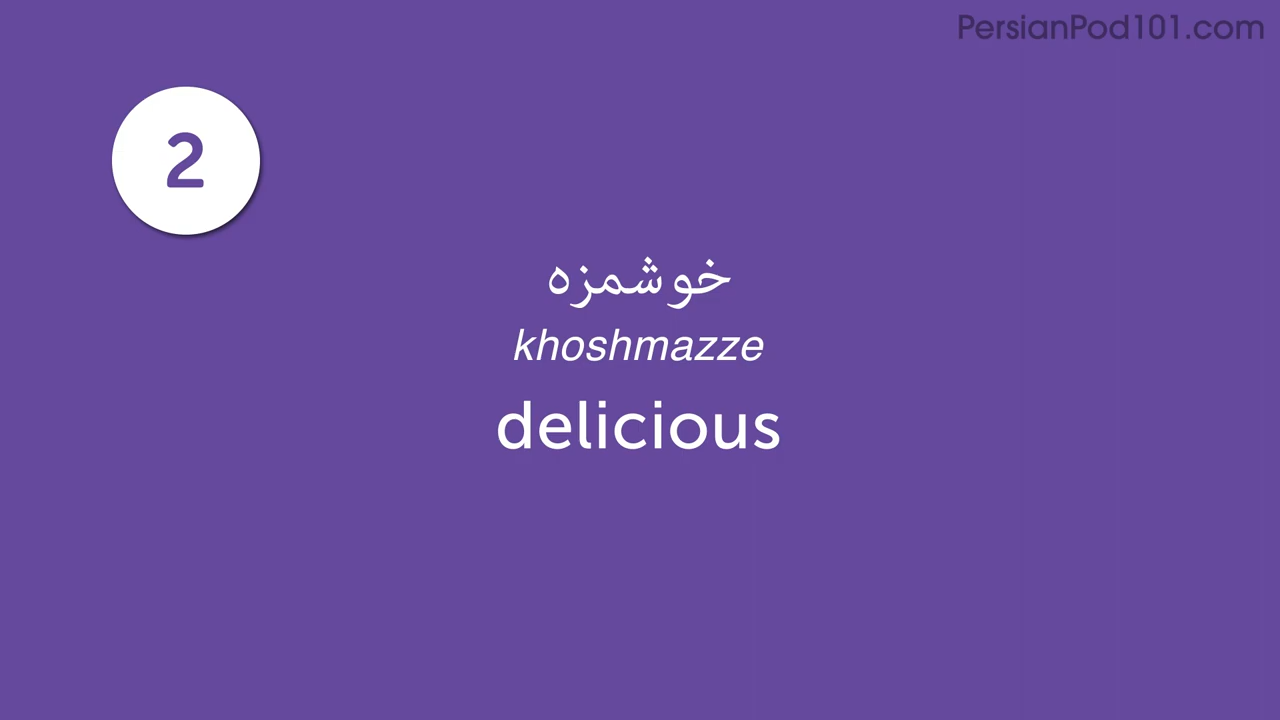 PersianPod101.com
2
خوشمزه
khoshmazze
delicious